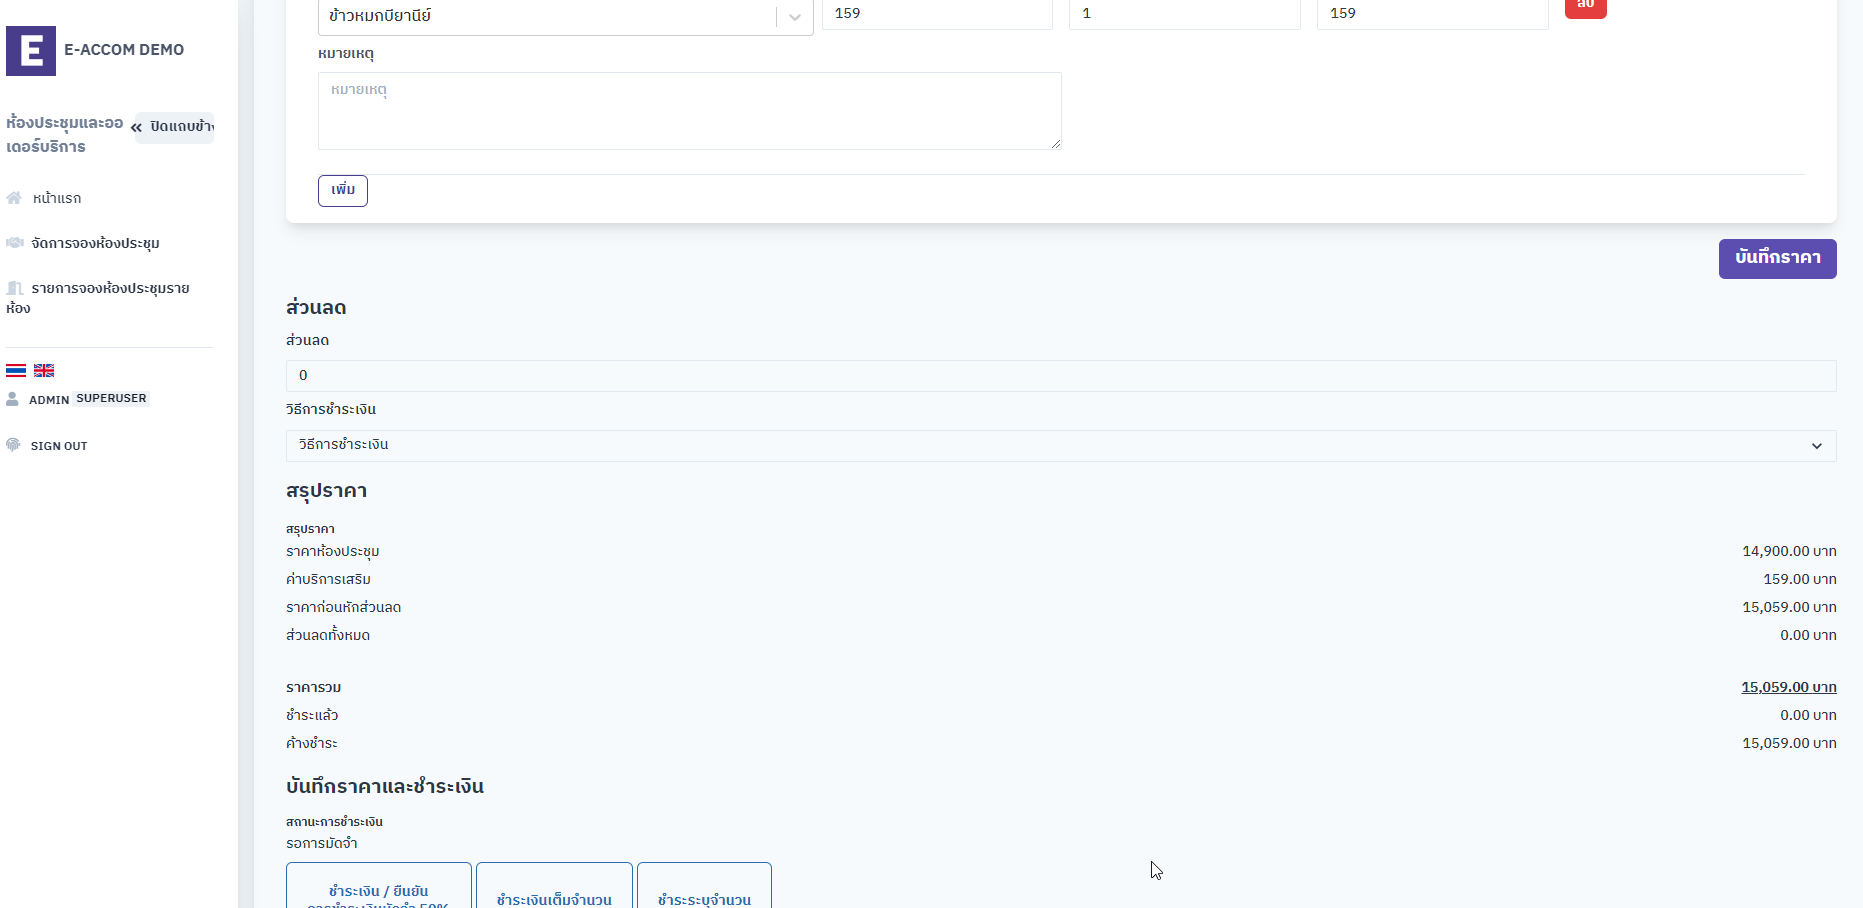 E-ACCOM DEMO
ห้องประชุมและออ
เดอร์บริการ
ปิดแถบข้าง
หน้าแรก
จัดการจองห้องประชุม
รายการจองห้องประชุมราย
ห้อง
ADMIN SUPERUSER
SIGN OUT
ข้าวหมกบิยานีย์ 159 1 159 ลบ
หมายเหตุ
หมายเหตุ
เพิ่ม
บันทึกราคา
ส่วนลด
ส่วนลด
0
วิธีการชำระเงิน
วิธีการชำระเงิน
สรุปราคา
สรุปราคา
ราคาห้องประชุม 14,900.00 บาท
ค่าบริการเสริม 159.00 บาท
ราคาก่อนหักส่วนลด 15,059.00 บาท
ส่วนลดทั้งหมด 0.00 บาท
ราคารวม 15,059.00 บาท
ชำระแล้ว 0.00 บาท
ค้างชำระ 15,059.00 บาท
บันทึกราคาและชำระเงิน
สถานะการชำระเงิน
รอการมัดจำ
ชำระเงิน / ยืนยัน
การชำระเงินมัดจำ 50%
ชำระเงินเต็มจำนวน
ชำระระบุจำนวน